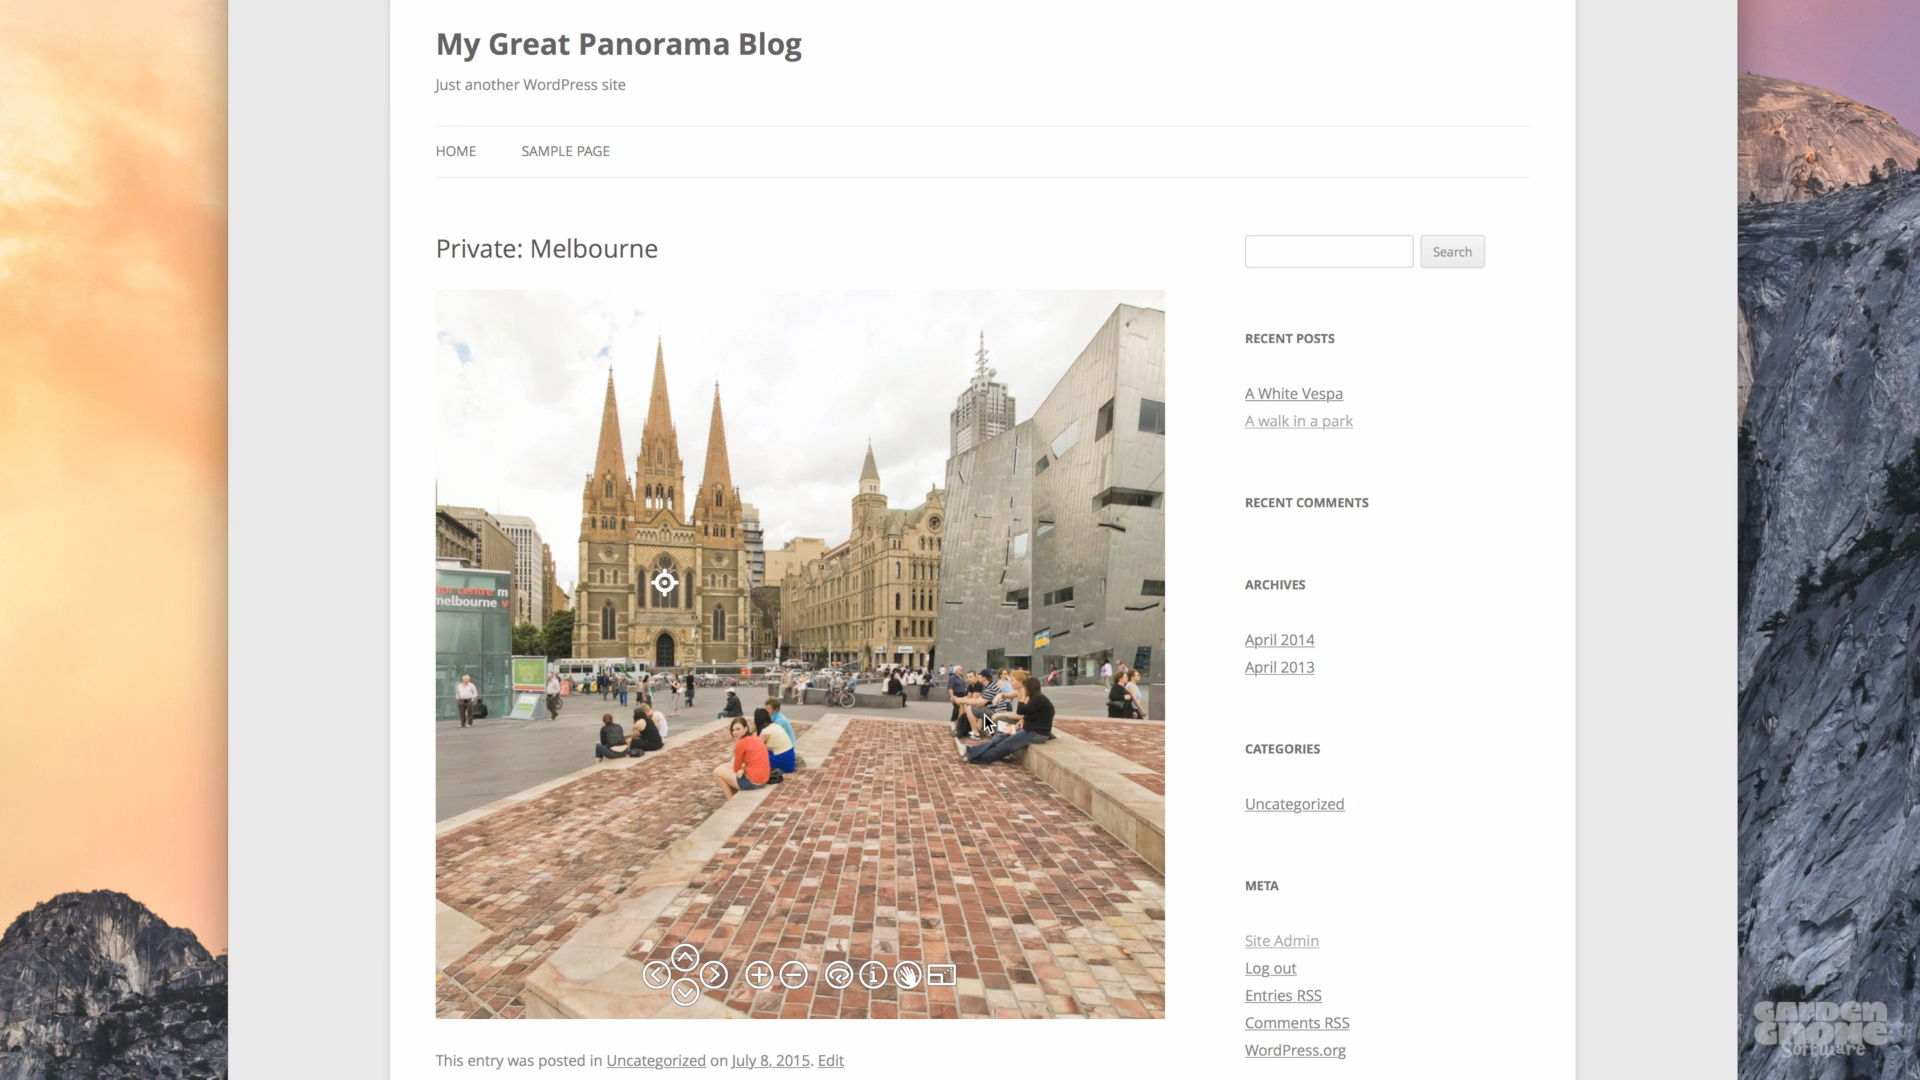 My Great Panorama Blog
Just another WordPress site
HOME SAMPLE PAGE
Private: Melbourne
Search
RECENT POSTS
A White Vespa
A walk in a park
RECENT COMMENTS
ARCHIVES
April 2014
April 2013
CATEGORIES
Uncategorized
META
Site Admin
Log out
Entries RSS
Comments RSS
WordPress.org
centre m
melbourne v
This entry was posted in Uncategorized on July 8, 2015. Edit
GARDEN
GNOME
Software